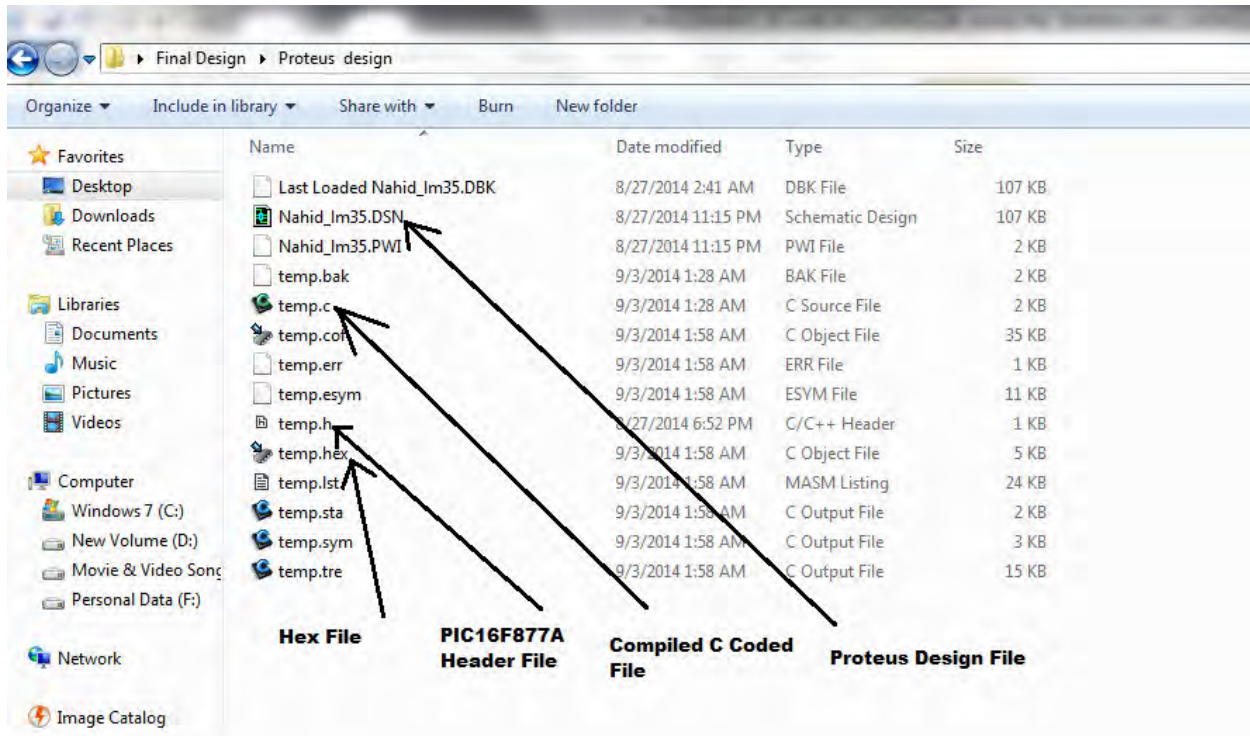 Final Design ▸ Proteus design
Organize Include in library Share with Burn New folder
Favorites
Desktop
Downloads
Recent Places
Libraries
Documents
Music
Pictures
Videos
Computer
Windows 7 (C:)
New Volume (D:)
Movie & Video Song
Personal Data (F:)
Network
Image Catalog
Name Date modified Type Size
Last Loaded Nahid_lm35.DBK 8/27/2014 2:41 AM DBK File 107 KB
Nahid_lm35.DSN 8/27/2014 11:15 PM Schematic Design 107 KB
Nahid_lm35.PWI 8/27/2014 11:15 PM PWI File 2 KB
temp.bak 9/3/2014 1:28 AM BAK File 2 KB
temp.c 9/3/2014 1:28 AM C Source File 2 KB
temp.cof 9/3/2014 1:58 AM C Object File 35 KB
temp.err 9/3/2014 1:58 AM ERR File 1 KB
temp.esym 9/3/2014 1:58 AM ESYM File 11 KB
temp.h 8/27/2014 6:52 PM C/C++ Header 1 KB
temp.hex 9/3/2014 1:58 AM C Object File 5 KB
temp.lst 9/3/2014 1:58 AM MASM Listing 24 KB
temp.sta 9/3/2014 1:58 AM C Output File 2 KB
temp.sym 9/3/2014 1:58 AM C Output File 3 KB
temp.tre 9/3/2014 1:58 AM C Output File 15 KB
Hex File
PIC16F877A
Header File
Compiled C Coded
File
Proteus Design File